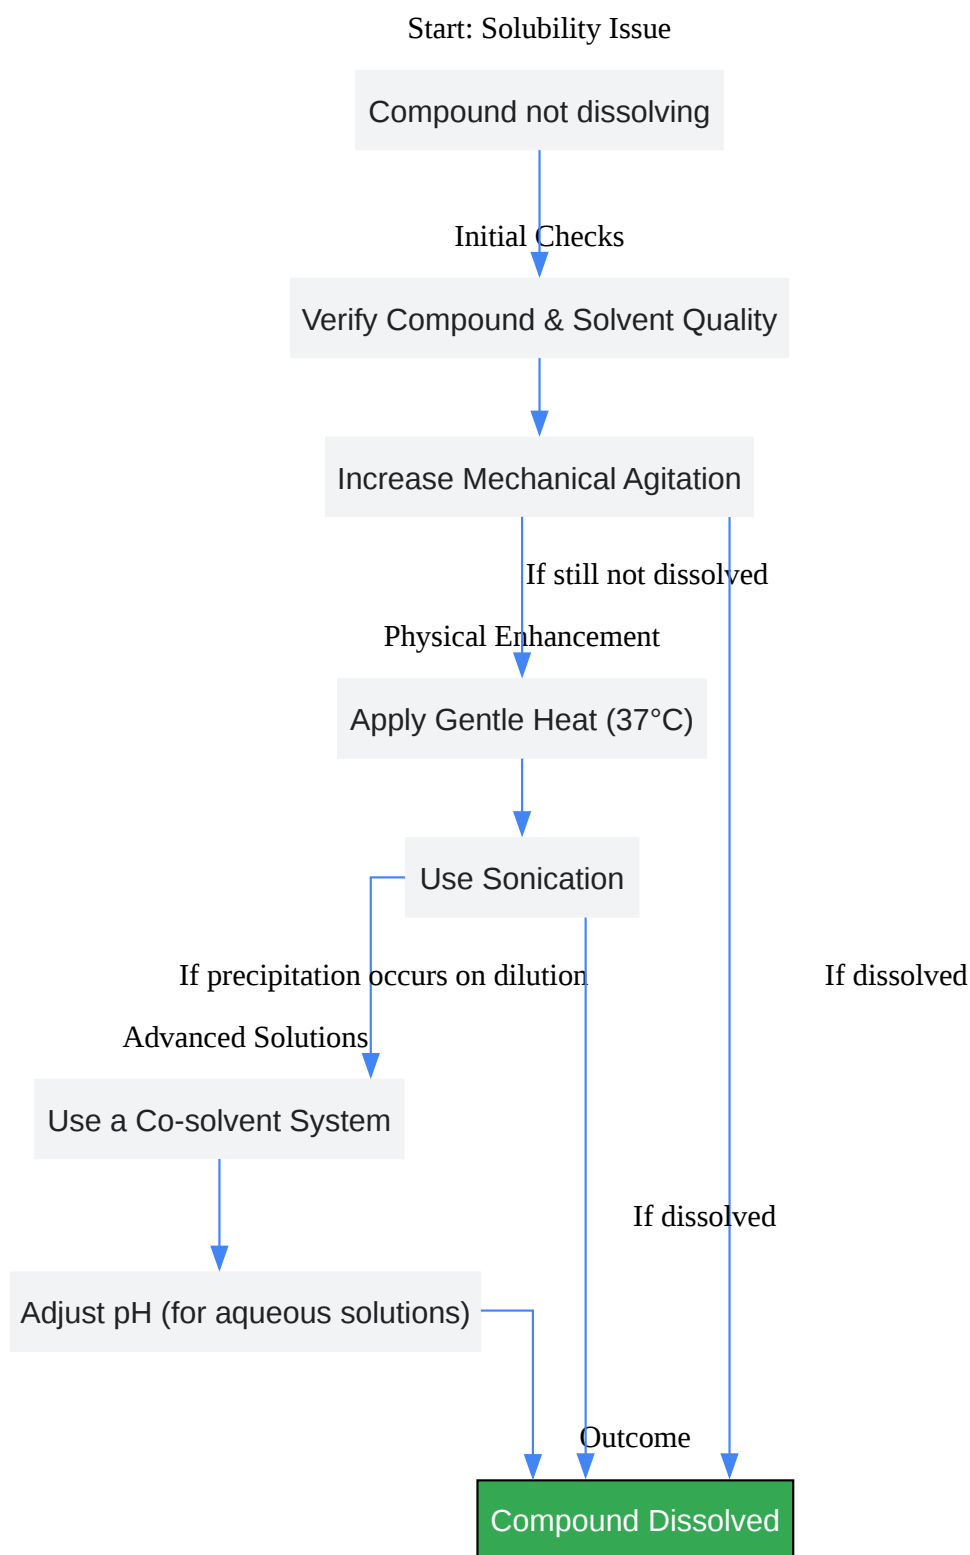 Start: Solubility Issue
Compound not dissolving
Initial Checks
Verify Compound & Solvent Quality
Increase Mechanical Agitation
If still not dissolved
Physical Enhancement
Apply Gentle Heat (37°C)
Use Sonication
If precipitation occurs on dilution
If dissolved
Advanced Solutions
Use a Co-solvent System
If dissolved
Adjust pH (for aqueous solutions)
Outcome
Compound Dissolved